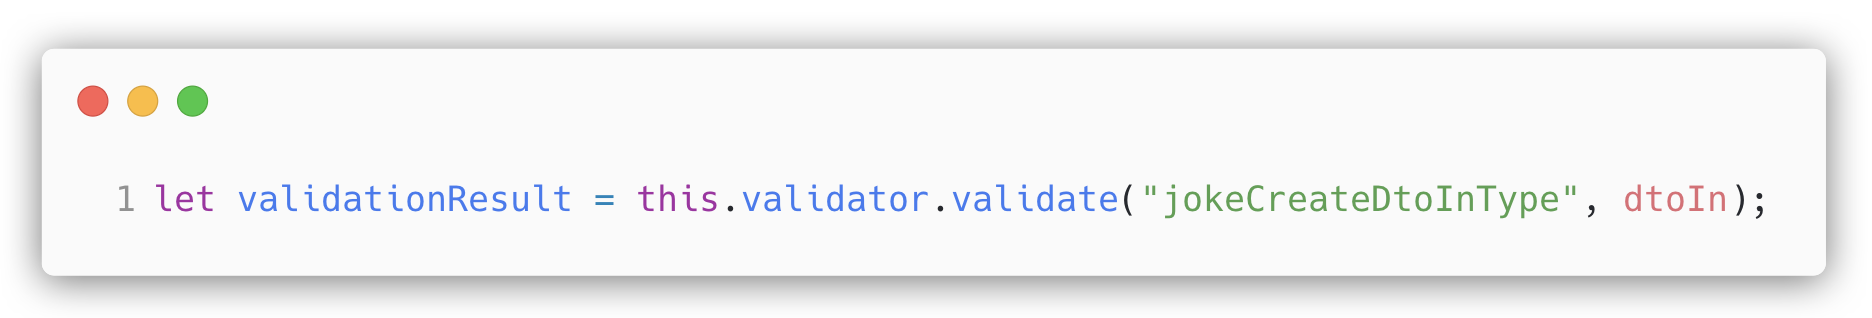 1 let validationResult = this.validator.validate("jokeCreateDtoInType", dtoIn);